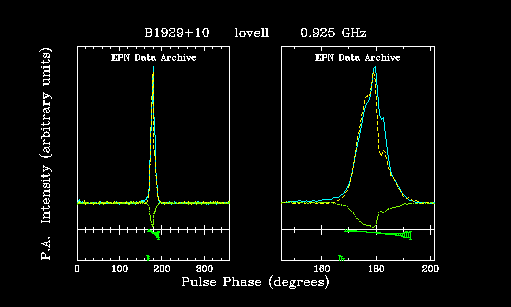 B1929+10 lovell 0.925 GHz
EPN Data Archive
EPN Data Archive
P.A. Intensity (arbitrary units)
0 100 200 300
160 180 200
Pulse Phase (degrees)